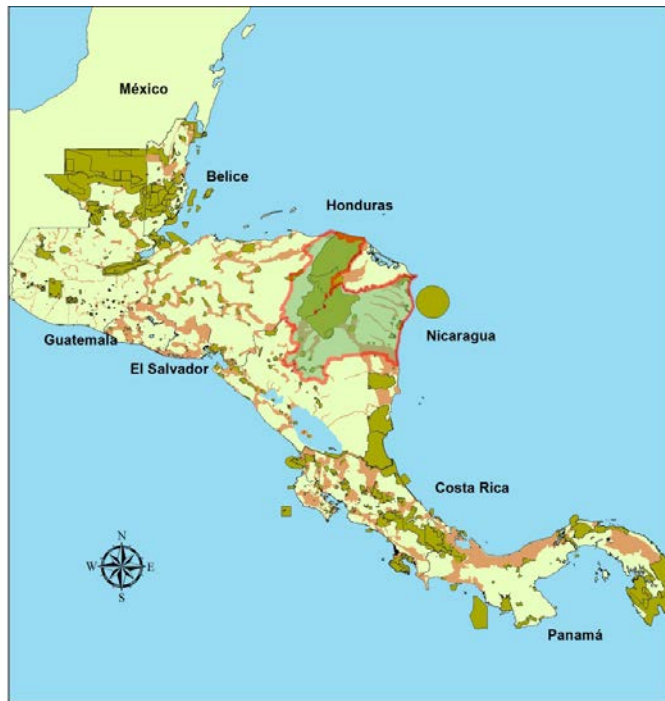 México
Belice
Honduras
Nicaragua
Guatemala
El Salvador
Costa Rica
N
W E
S
Panamá